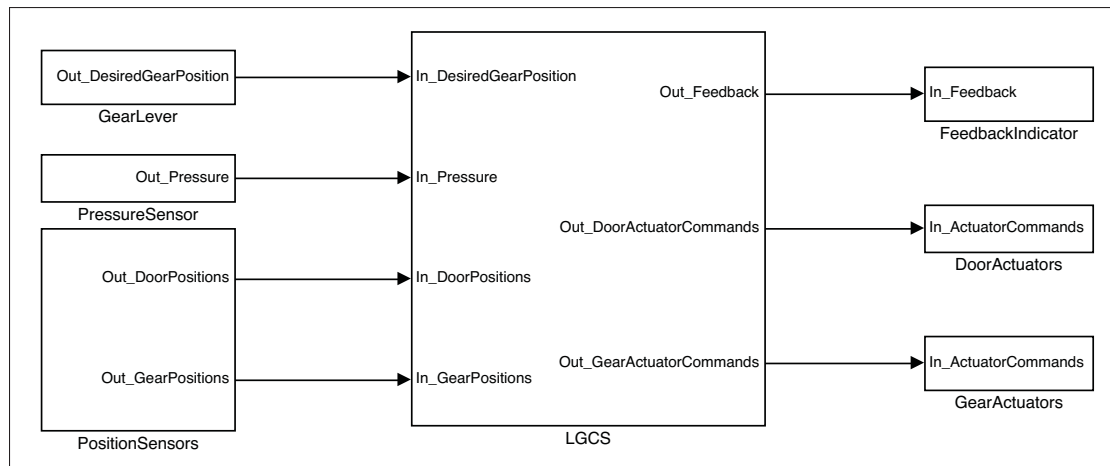 Out_DesiredGearPosition
GearLever
Out_Pressure
PressureSensor
Out_DoorPositions
Out_GearPositions
PositionSensors
In_DesiredGearPosition
In_Pressure
In_DoorPositions
In_GearPositions
Out_Feedback
Out_DoorActuatorCommands
Out_GearActuatorCommands
LGCS
In_Feedback
FeedbackIndicator
In_ActuatorCommands
DoorActuators
In_ActuatorCommands
GearActuators